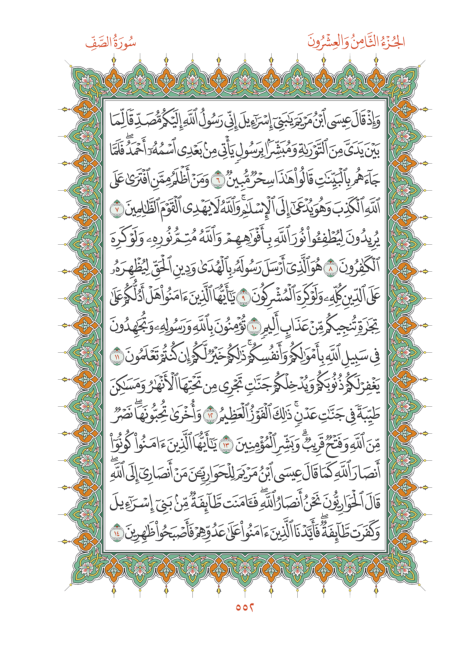 الجُزْءُ الثَّامِنُ وَالعِشْرُونَ
سُورَةُ الصَّفِّ
وَإِذۡ قَالَ عِيسَى ٱبۡنُ مَرۡيَمَ يَٰبَنِيٓ إِسۡرَٰٓءِيلَ إِنِّي رَسُولُ ٱللَّهِ إِلَيۡكُم مُّصَدِّقٗا لِّمَا
بَيۡنَ يَدَيَّ مِنَ ٱلتَّوۡرَىٰةِ وَمُبَشِّرَۢا بِرَسُولٖ يَأۡتِي مِنۢ بَعۡدِي ٱسۡمُهُۥٓ أَحۡمَدُۖ فَلَمَّا
جَآءَهُم بِٱلۡبَيِّنَٰتِ قَالُواْ هَٰذَا سِحۡرٞ مُّبِينٞ ٦ وَمَنۡ أَظۡلَمُ مِمَّنِ ٱفۡتَرَىٰ عَلَى
ٱللَّهِ ٱلۡكَذِبَ وَهُوَ يُدۡعَىٰٓ إِلَى ٱلۡإِسۡلَٰمِۚ وَٱللَّهُ لَا يَهۡدِي ٱلۡقَوۡمَ ٱلظَّٰلِمِينَ ٧
يُرِيدُونَ لِيُطۡفِـُٔواْ نُورَ ٱللَّهِ بِأَفۡوَٰهِهِمۡ وَٱللَّهُ مُتِمُّ نُورِهِۦ وَلَوۡ كَرِهَ
ٱلۡكَٰفِرُونَ ٨ هُوَ ٱلَّذِيٓ أَرۡسَلَ رَسُولَهُۥ بِٱلۡهُدَىٰ وَدِينِ ٱلۡحَقِّ لِيُظۡهِرَهُۥ
عَلَى ٱلدِّينِ كُلِّهِۦ وَلَوۡ كَرِهَ ٱلۡمُشۡرِكُونَ ٩ يَٰٓأَيُّهَا ٱلَّذِينَ ءَامَنُواْ هَلۡ أَدُلُّكُمۡ عَلَىٰ
تِجَٰرَةٖ تُنجِيكُم مِّنۡ عَذَابٍ أَلِيمٖ ١٠ تُؤۡمِنُونَ بِٱللَّهِ وَرَسُولِهِۦ وَتُجَٰهِدُونَ
فِي سَبِيلِ ٱللَّهِ بِأَمۡوَٰلِكُمۡ وَأَنفُسِكُمۡۚ ذَٰلِكُمۡ خَيۡرٞ لَّكُمۡ إِن كُنتُمۡ تَعۡلَمُونَ ١١
يَغۡفِرۡ لَكُمۡ ذُنُوبَكُمۡ وَيُدۡخِلۡكُمۡ جَنَّٰتٖ تَجۡرِي مِن تَحۡتِهَا ٱلۡأَنۡهَٰرُ وَمَسَٰكِنَ
طَيِّبَةٗ فِي جَنَّٰتِ عَدۡنٖۚ ذَٰلِكَ ٱلۡفَوۡزُ ٱلۡعَظِيمُ ١٢ وَأُخۡرَىٰ تُحِبُّونَهَاۖ نَصۡرٞ
مِّنَ ٱللَّهِ وَفَتۡحٞ قَرِيبٞۗ وَبَشِّرِ ٱلۡمُؤۡمِنِينَ ١٣ يَٰٓأَيُّهَا ٱلَّذِينَ ءَامَنُواْ كُونُوٓاْ
أَنصَارَ ٱللَّهِ كَمَا قَالَ عِيسَى ٱبۡنُ مَرۡيَمَ لِلۡحَوَارِيِّـۧنَ مَنۡ أَنصَارِيٓ إِلَى ٱللَّهِۖ
قَالَ ٱلۡحَوَارِيُّونَ نَحۡنُ أَنصَارُ ٱللَّهِۖ فَـَٔامَنَت طَّآئِفَةٞ مِّنۢ بَنِيٓ إِسۡرَٰٓءِيلَ
وَكَفَرَت طَّآئِفَةٞۖ فَأَيَّدۡنَا ٱلَّذِينَ ءَامَنُواْ عَلَىٰ عَدُوِّهِمۡ فَأَصۡبَحُواْ ظَٰهِرِينَ ١٤
٥٥٢